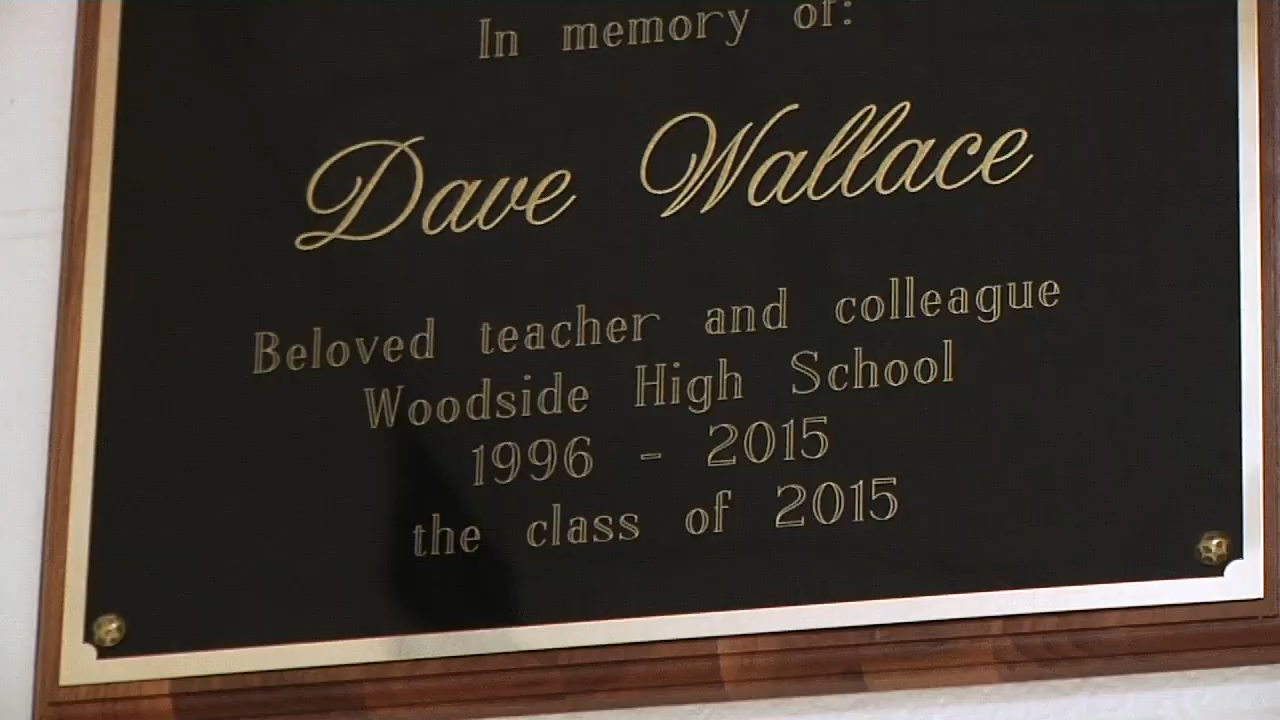 In memory of:
Dave Wallace
Beloved teacher and colleague
Woodside High School
1996 - 2015
the class of 2015